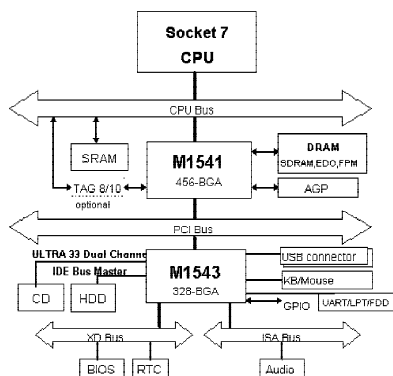 Socket 7
CPU
CPU Bus
SRAM
M1541
456-BGA
DRAM
SDRAM,EDO,FPM
TAG 8/10
optional
AGP
PCI Bus
ULTRA 33 Dual Channe
IDE Bus Master
M1543
328-BGA
USB connector
KB/Mouse
CD
HDD
GPIO
UART/LPT/FDD
XD Bus
ISA Bus
BIOS
RTC
Audio